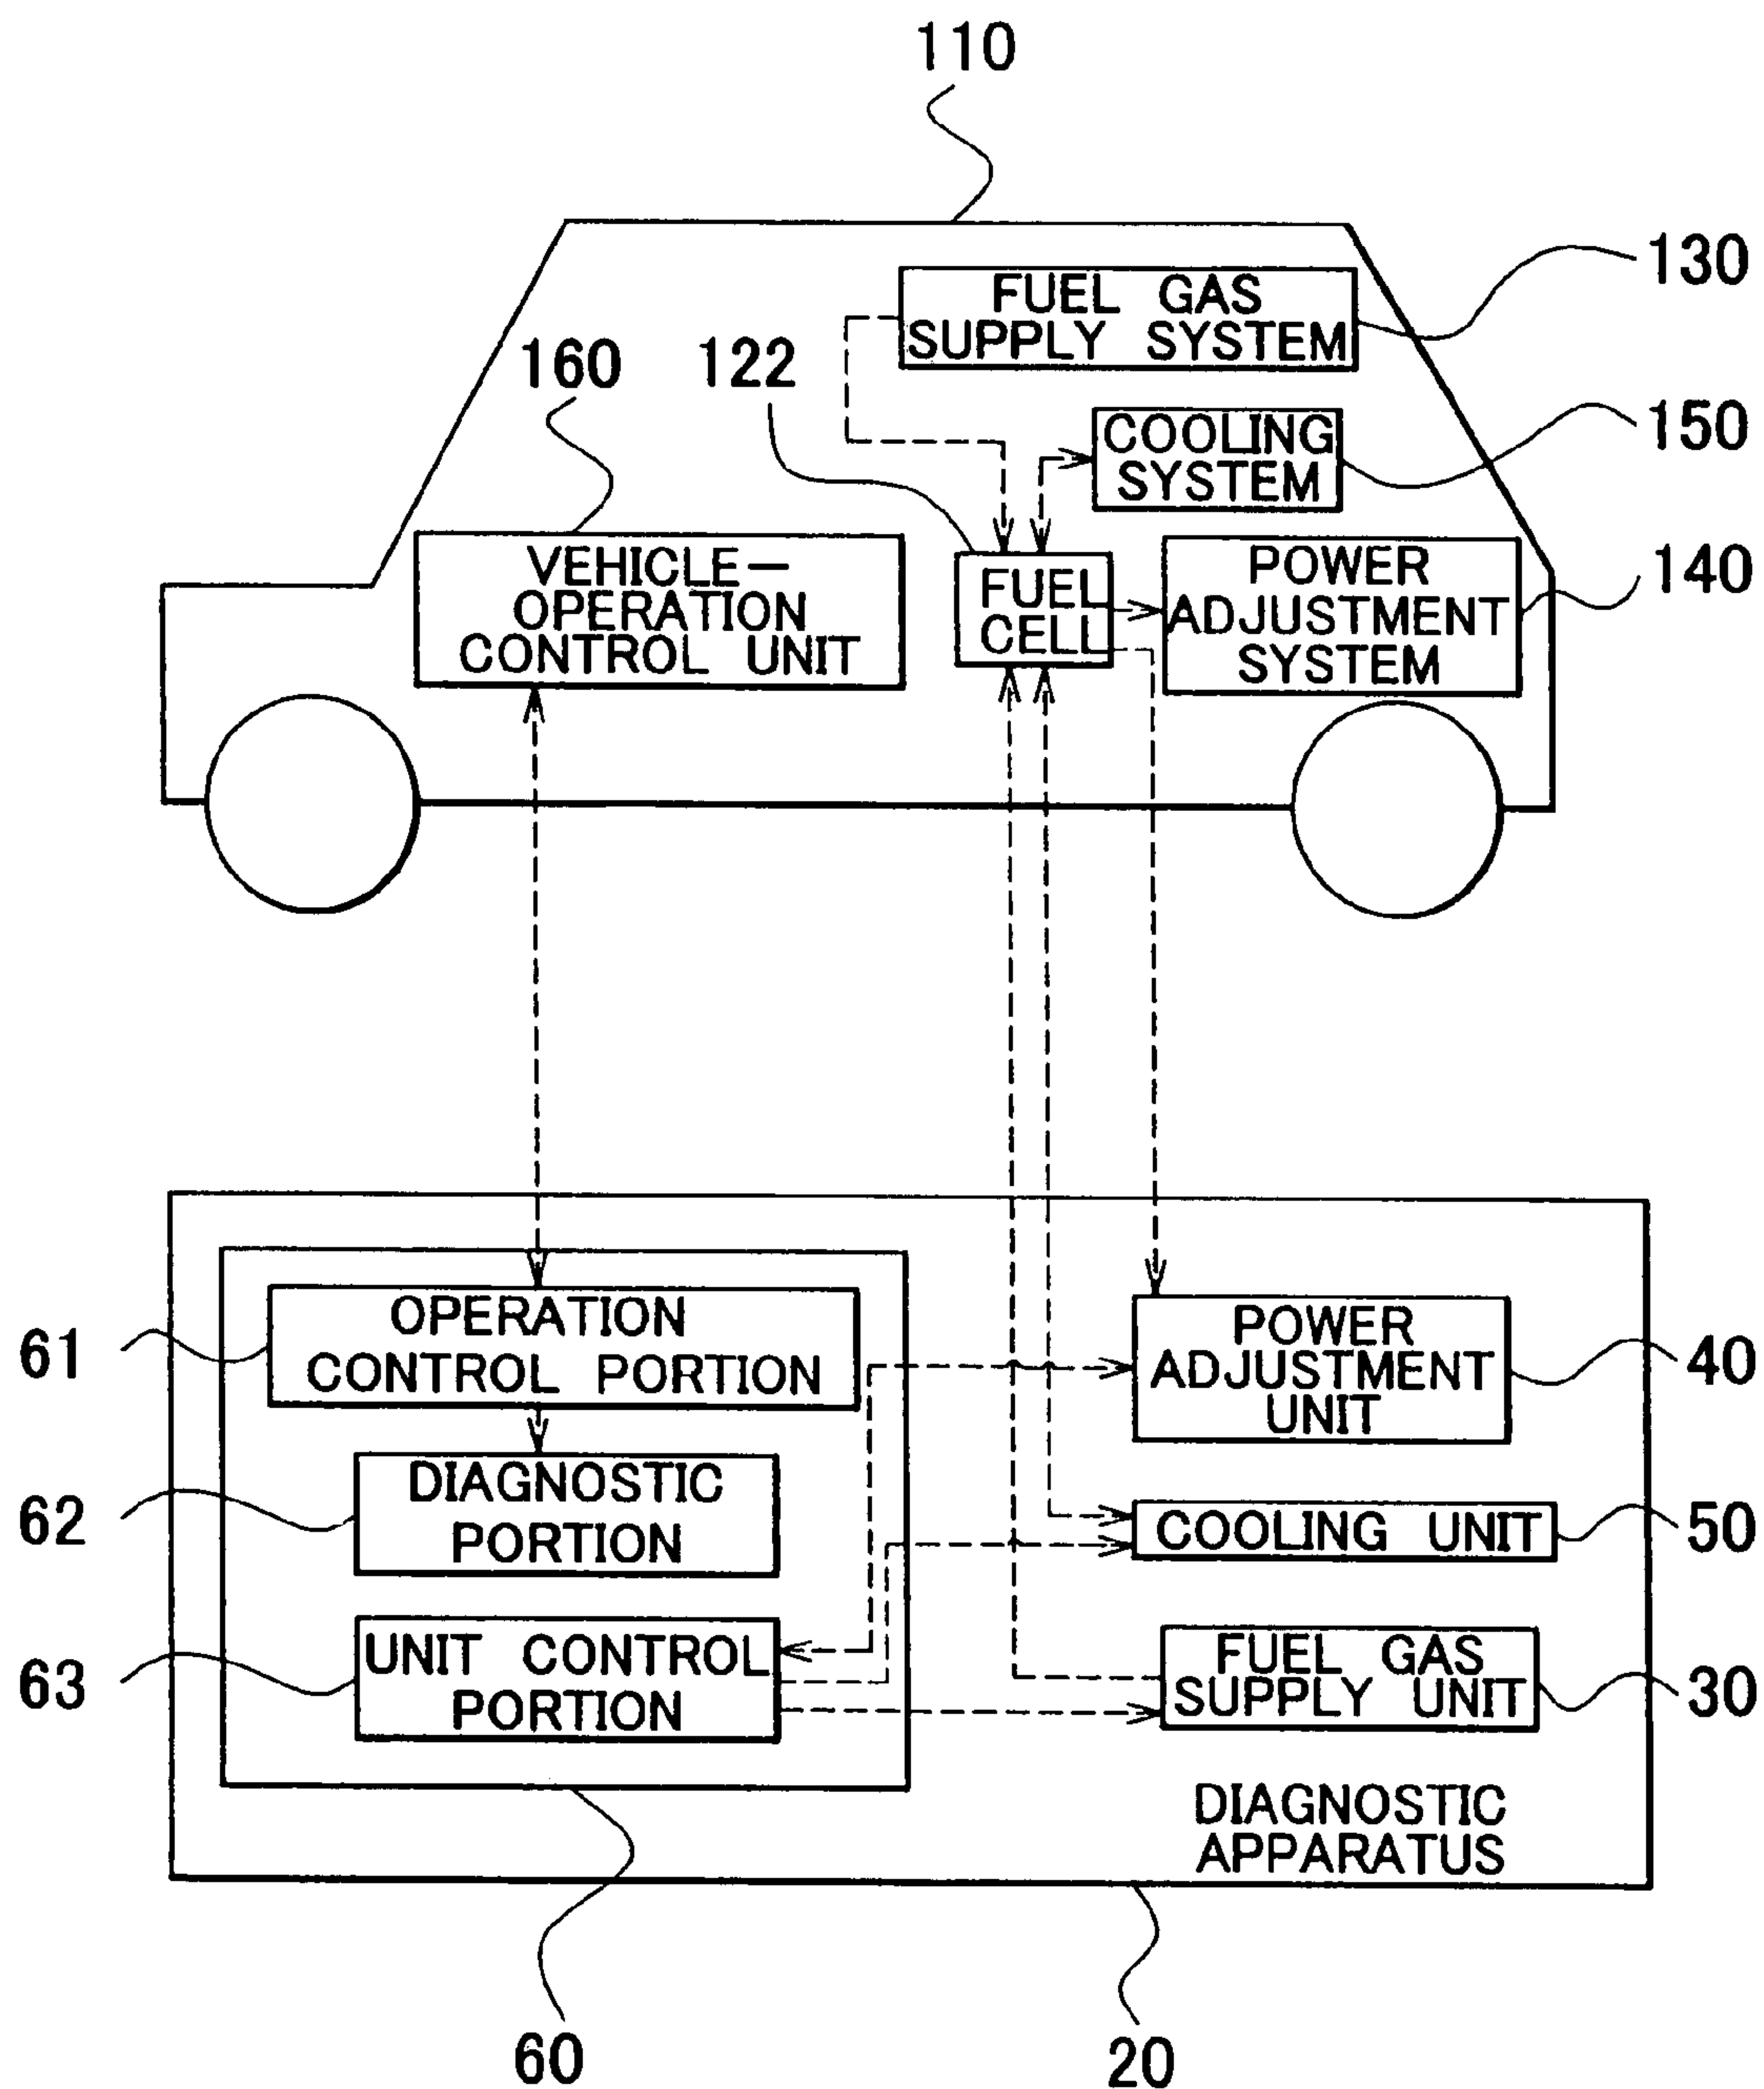 110
FUEL GAS
SUPPLY SYSTEM
130
160
122
COOLING
SYSTEM
150
VEHICLE-
OPERATION
CONTROL UNIT
FUEL
CELL
POWER
ADJUSTMENT
SYSTEM
140
61
OPERATION
CONTROL PORTION
POWER
ADJUSTMENT
UNIT
40
62
DIAGNOSTIC
PORTION
COOLING UNIT
50
63
UNIT CONTROL
PORTION
FUEL GAS
SUPPLY UNIT
30
DIAGNOSTIC
APPARATUS
60
20